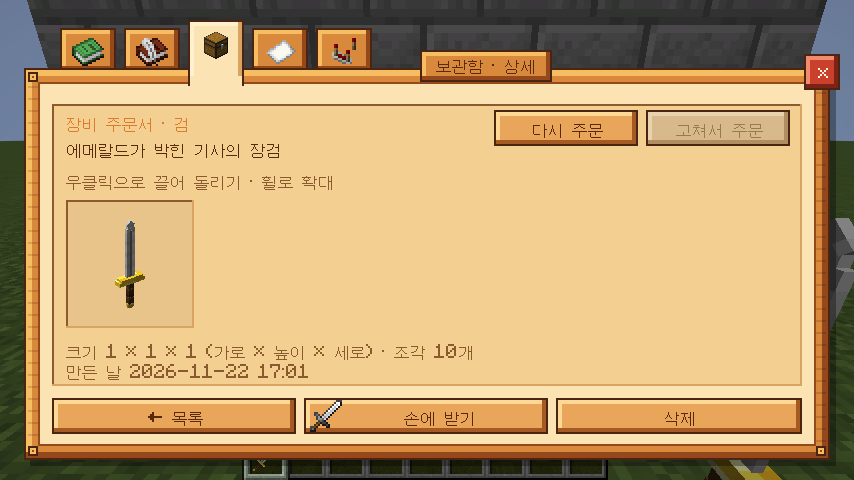 보관함 · 상세
장비 주문서 · 검
다시 주문
고쳐서 주문
에메랄드가 박힌 기사의 장검
우클릭으로 끌어 돌리기 · 휠로 확대
크기 1 × 1 × 1 (가로 × 높이 × 세로) · 조각 10개
만든 날 2026-11-22 17:01
← 목록
손에 받기
삭제